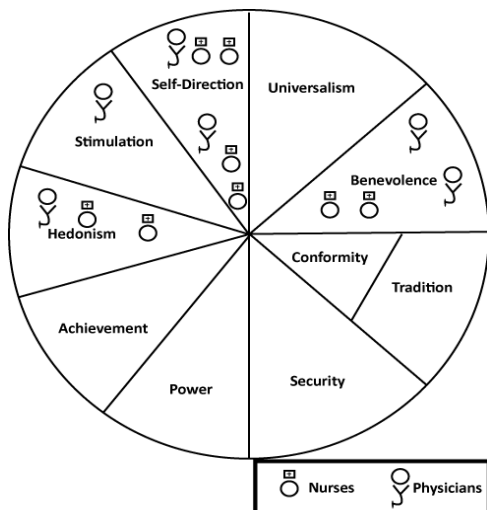 Self-Direction
Universalism
Stimulation
Benevolence
Hedonism
Conformity
Tradition
Achievement
Power
Security
Nurses
Physicians